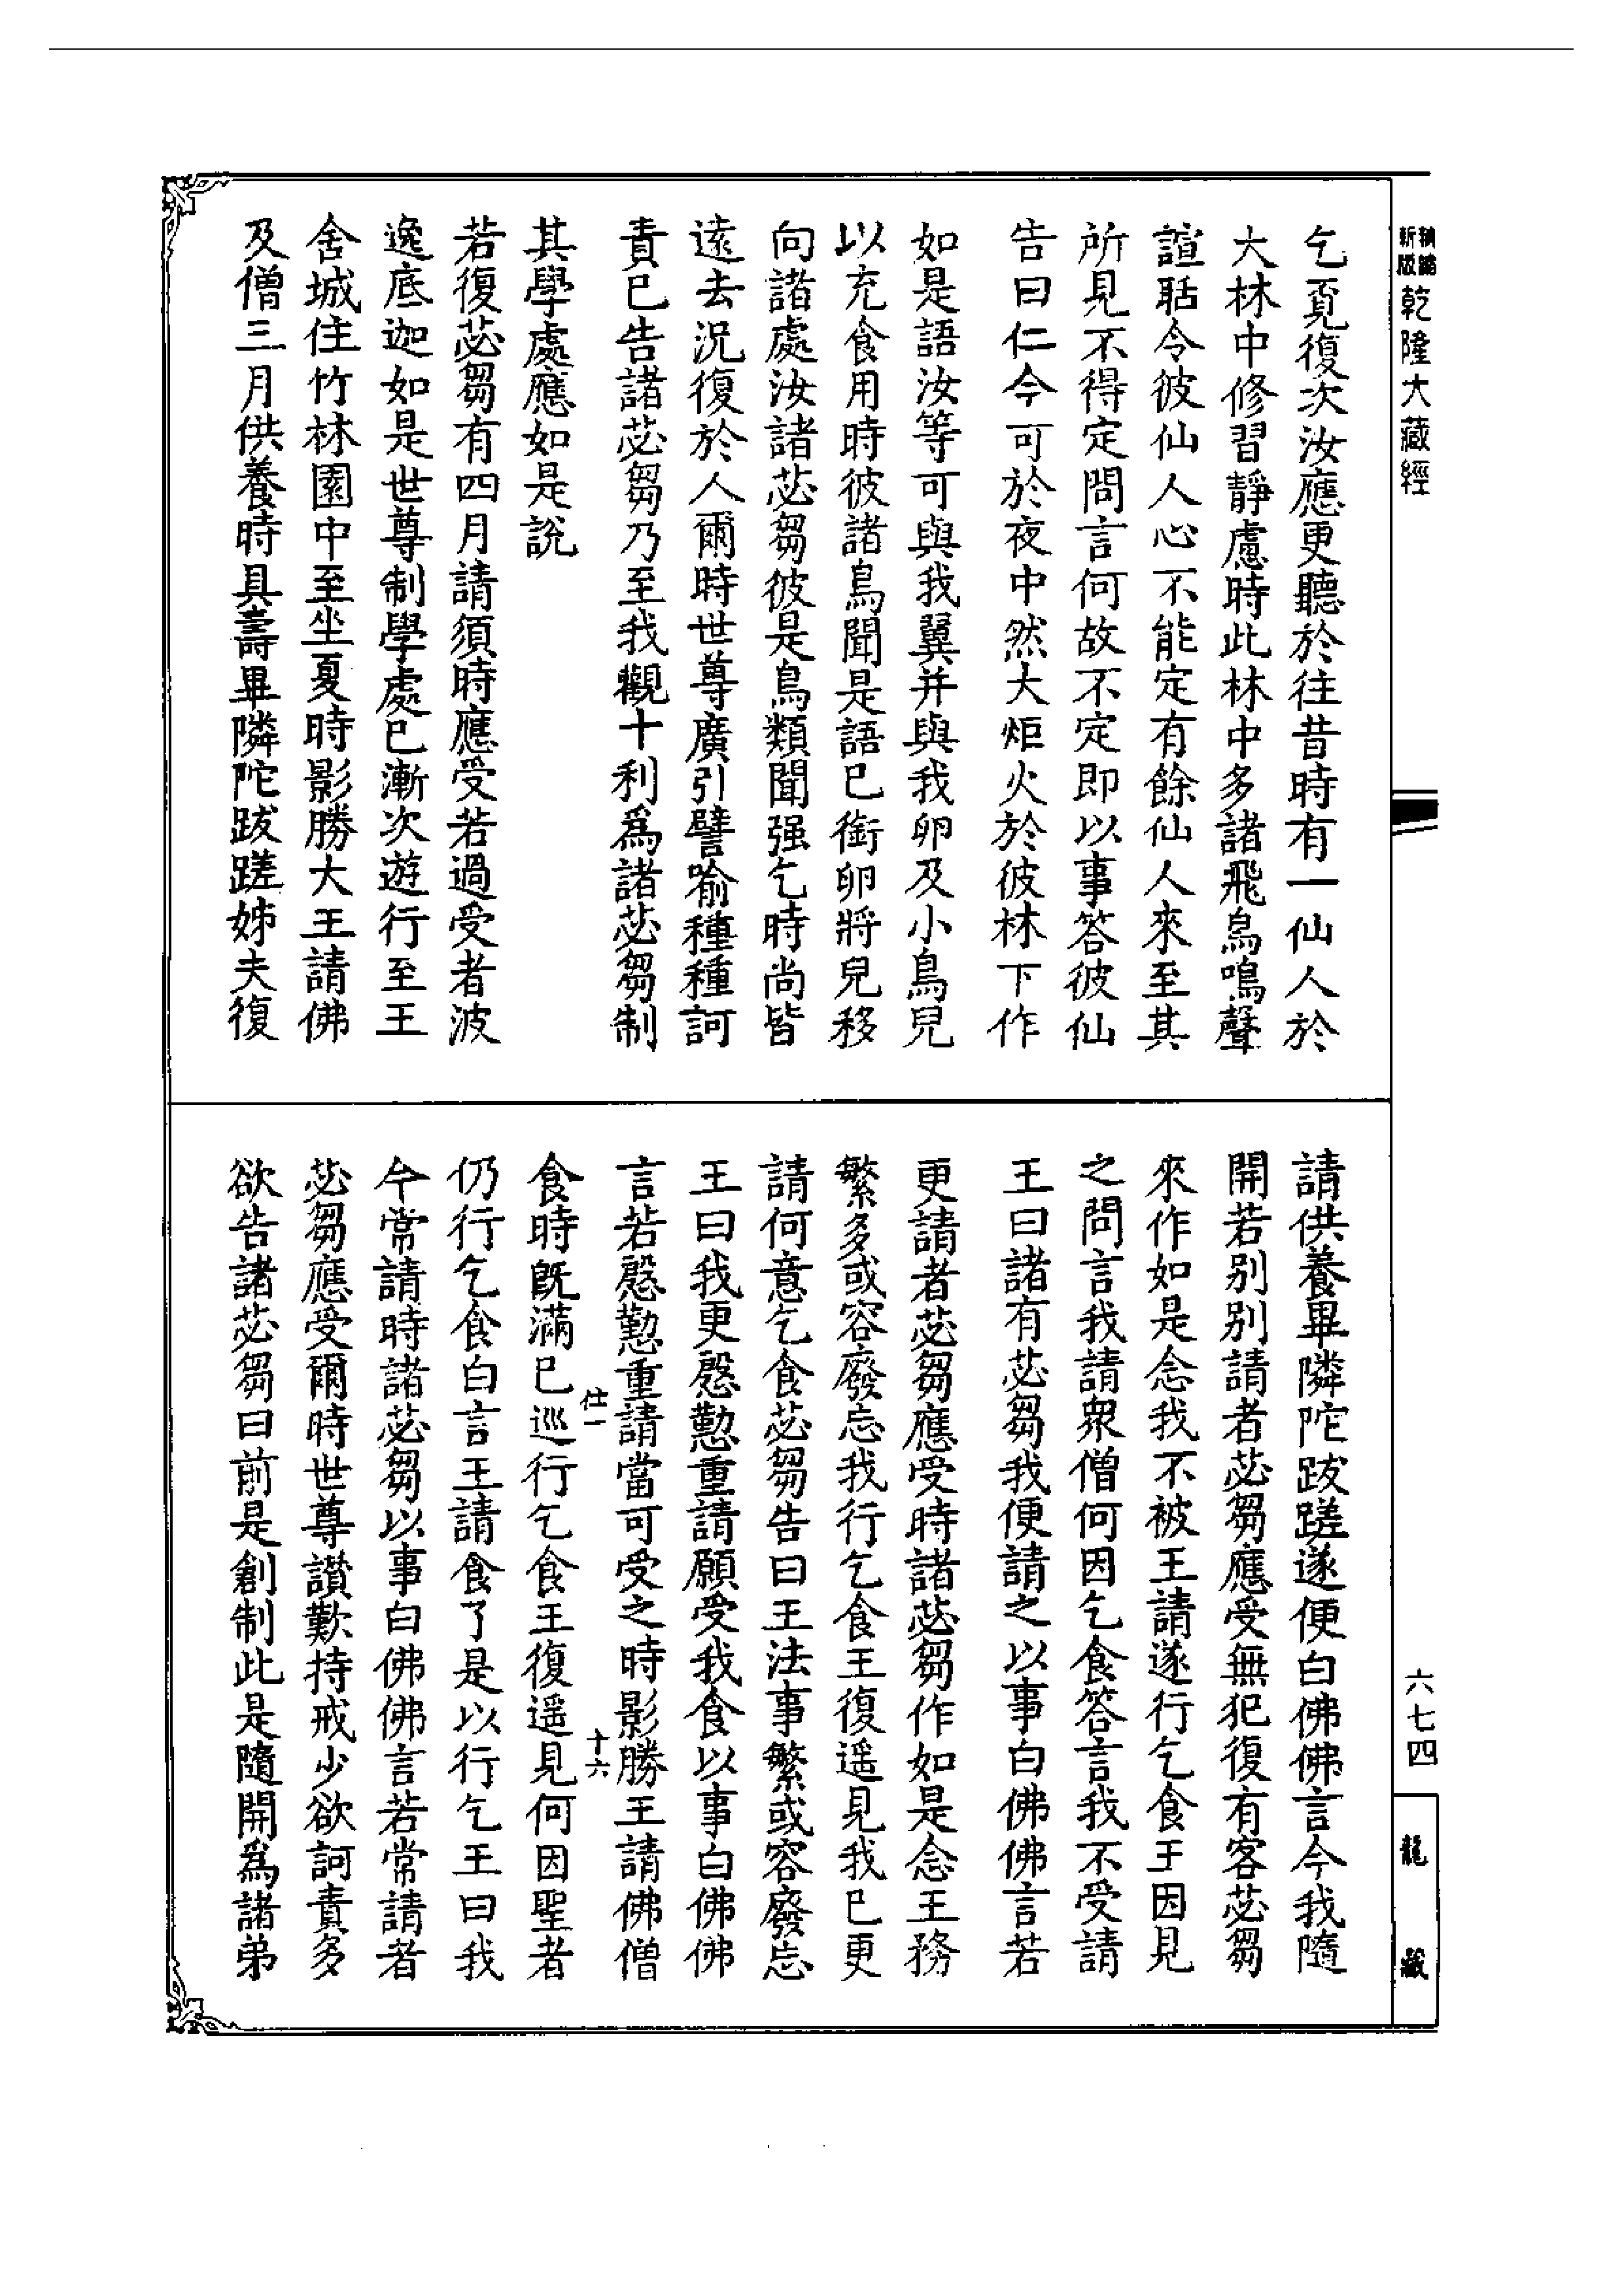 新版
精縮
乾隆大藏經
六七四
龍藏
乞覓復次汝應更聽於往昔時有一仙人於
大林中修習靜慮時此林中多諸飛鳥鳴聲
諠聒令彼仙人心不能定有餘仙人來至其
所見不得定問言何故不定即以事答彼仙
告曰仁今可於夜中然大炬火於彼林下作
如是語汝等可與我翼并與我卵及小鳥兒
以充食用時彼諸鳥聞是語已銜卵將兒移
向諸處汝諸苾芻彼是鳥類聞强乞時尚皆
遠去況復於人爾時世尊廣引譬喻種種訶
責已告諸苾芻乃至我觀十利爲諸苾芻制
其學處應如是說
若復苾芻有四月請須時應受若過受者波
逸底迦如是世尊制學處已漸次遊行至王
舍城住竹林園中至坐夏時影勝大王請佛
及僧三月供養時具壽畢隣陀跋蹉姊夫復
請供養畢隣陀跋蹉遂便白佛佛言今我隨
開若別別請者苾芻應受無犯復有客苾芻
來作如是念我不被王請遂行乞食王因見
之問言我請衆僧何因乞食答言我不受請
王曰諸有苾芻我便請之以事白佛佛言若
更請者苾芻應受時諸苾芻作如是念王務
繁多或容廢忘我行乞食王復遥見我已更
請何意乞食苾芻告曰王法事繁或容廢忘
王曰我更慇懃重請願受我食以事白佛佛
言若慇懃重請當可受之時影勝王請佛僧
仕一
十六
食時旣滿已巡行乞食王復遥見何因聖者
仍行乞食白言王請食了是以行乞王曰我
今常請時諸苾芻以事白佛佛言若常請者
苾芻應受爾時世尊讃歎持戒少欲訶責多
欲告諸苾芻曰前是創制此是隨開爲諸弟